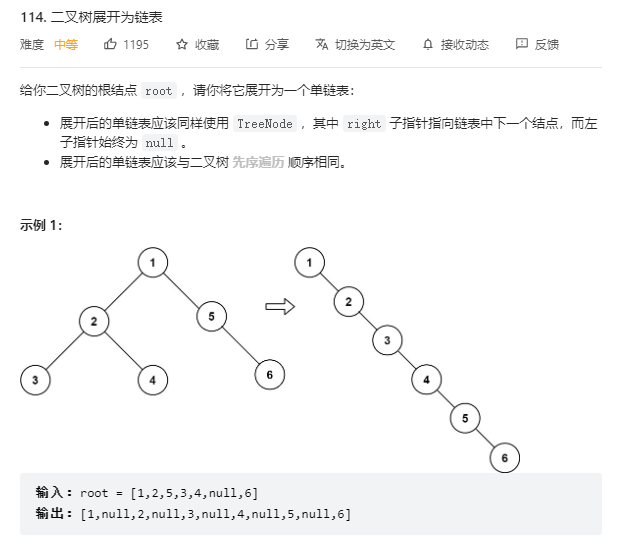 114. 二叉树展开为链表
难度 中等 1195 收藏 分享 切换为英文 接收动态 反馈
给你二叉树的根结点 root ，请你将它展开为一个单链表：
展开后的单链表应该同样使用 TreeNode ，其中 right 子指针指向链表中下一个结点，而左
子指针始终为 null 。
展开后的单链表应该与二叉树 先序遍历 顺序相同。
示例 1：
1
2
5
3
4
6
1
2
3
4
5
6
输入：root = [1,2,5,3,4,null,6]
输出：[1,null,2,null,3,null,4,null,5,null,6]